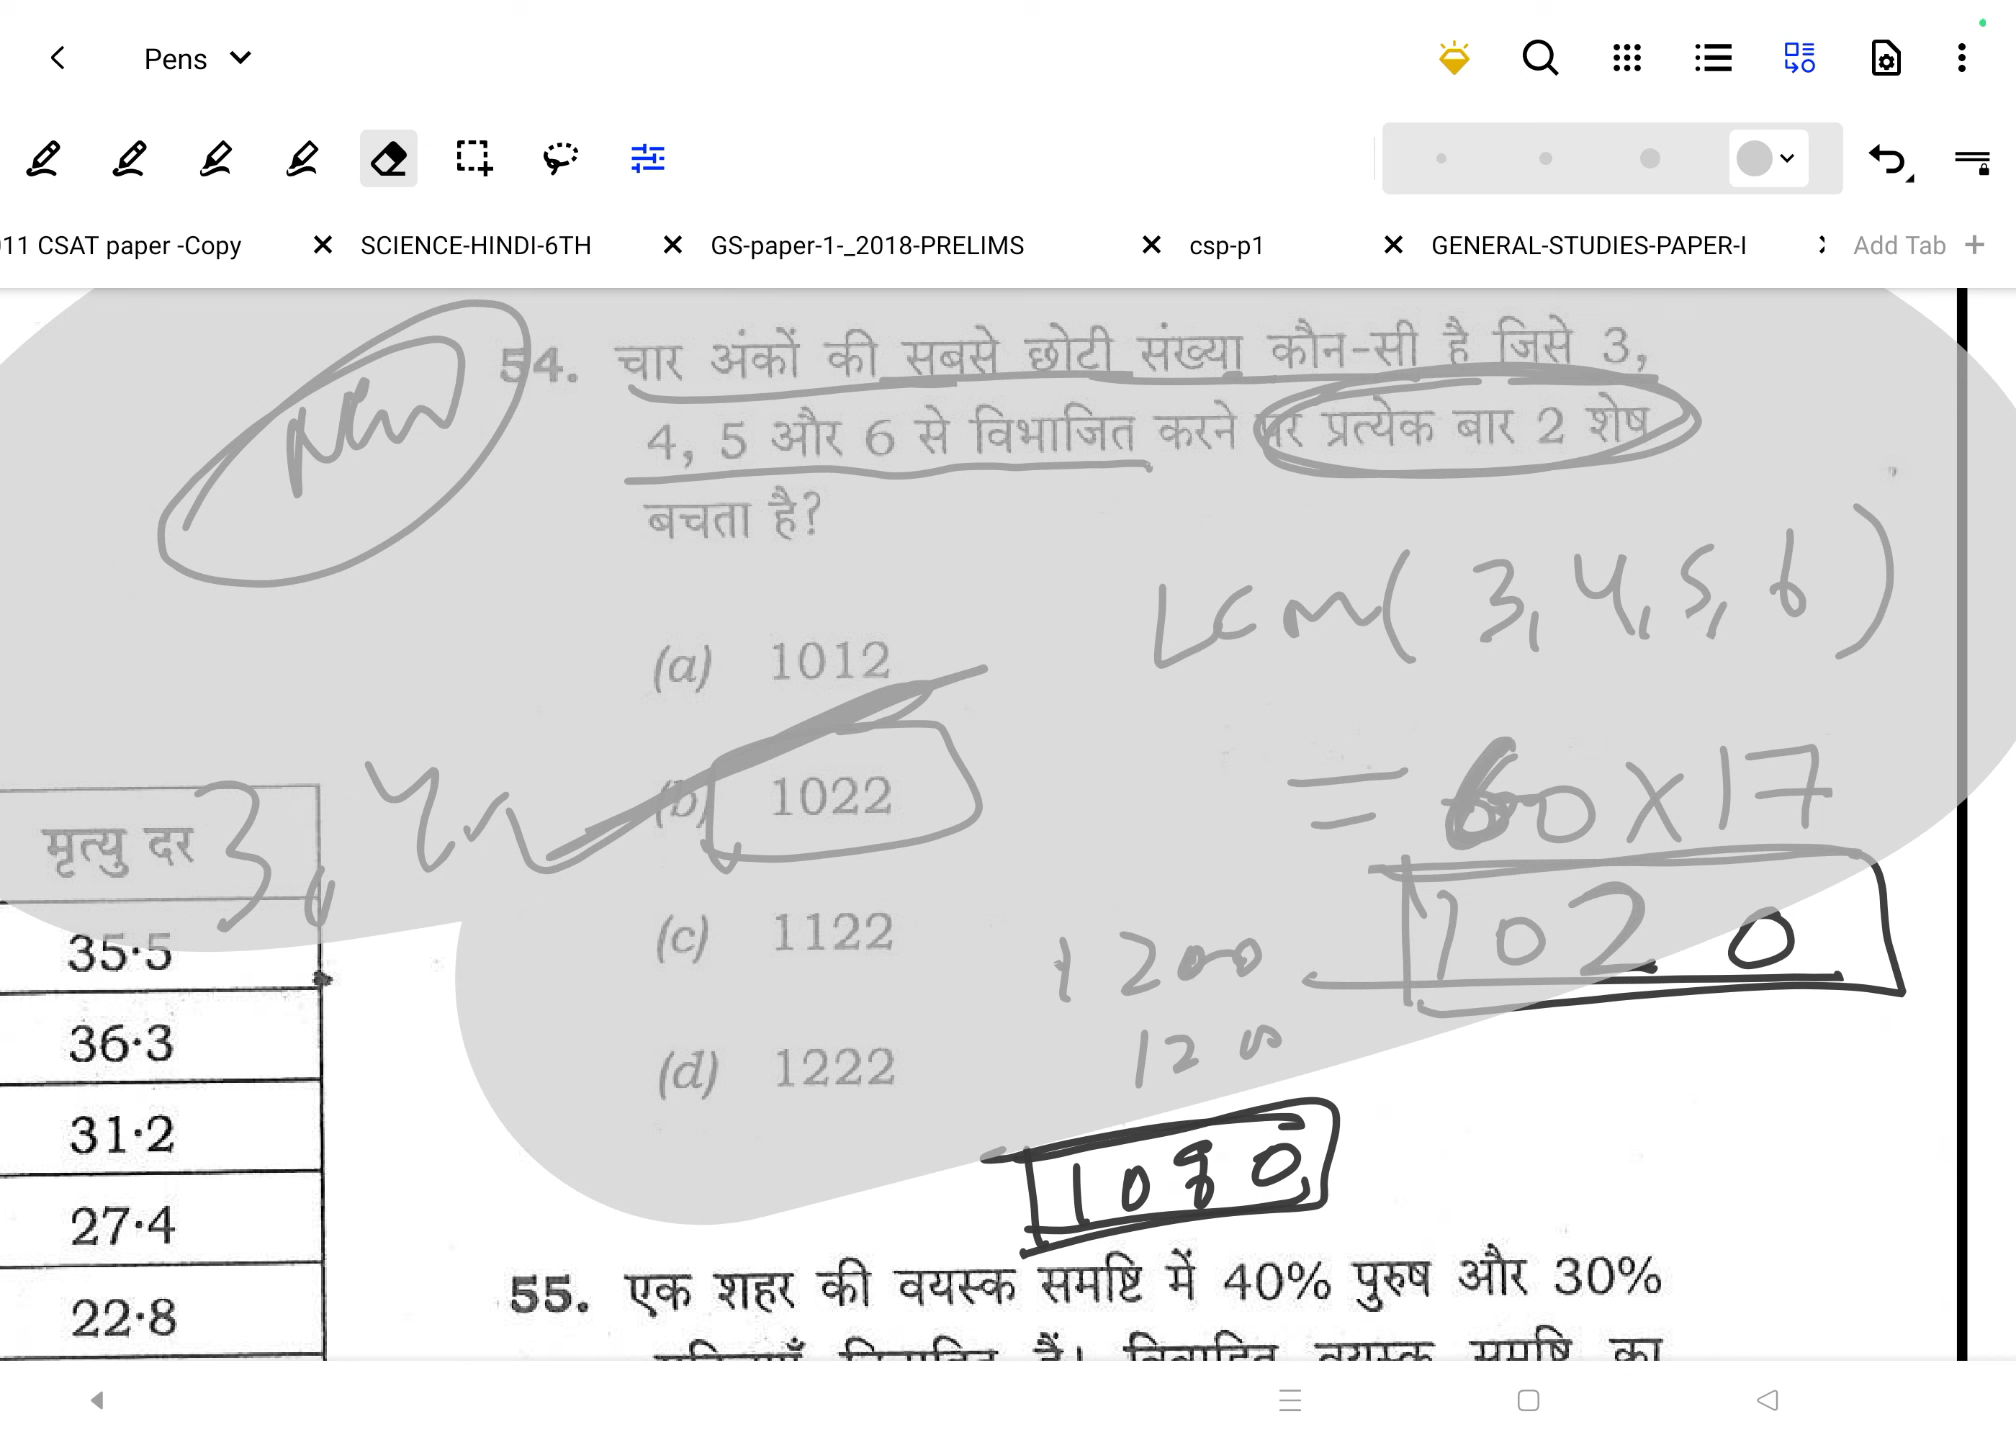 Pens
011 CSAT paper -Copy
SCIENCE-HINDI-6TH
GS-paper-1-_2018-PRELIMS
csp-p1
GENERAL-STUDIES-PAPER-I
Add Tab +
New
54. चार अंकों की सबसे छोटी संख्या कौन-सी है जिसे 3,
4, 5 और 6 से विभाजित करने पर प्रत्येक बार 2 शेष
बचता है?
LCM( 3, 4, 5, 6 )
(a) 1012
(b) 1022
= 60 x 17
1020
(c) 1122
1200
1200
(d) 1222
1080
मृत्यु दर
35·5
36·3
31·2
27·4
22·8
55. एक शहर की वयस्क समष्टि में 40% पुरुष और 30%